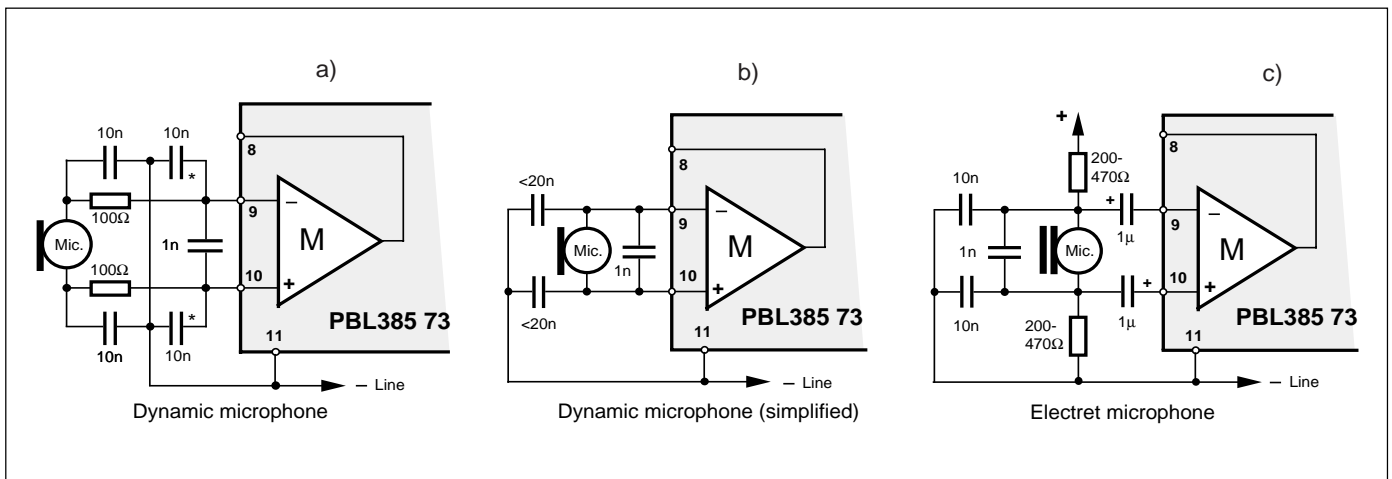 a)
10n
10n
*
8
100Ω
9
−
Mic.
1n
M
100Ω
10
+
*
10n
10n
11
PBL385 73
− Line
Dynamic microphone
b)
8
<20n
9
−
Mic.
1n
M
10
+
<20n
11
PBL385 73
− Line
Dynamic microphone (simplified)
c)
+
8
200-
470Ω
10n
+
9
−
1µ
1n
Mic.
M
10
+
+
10n
1µ
200-
470Ω
11
PBL385 73
− Line
Electret microphone